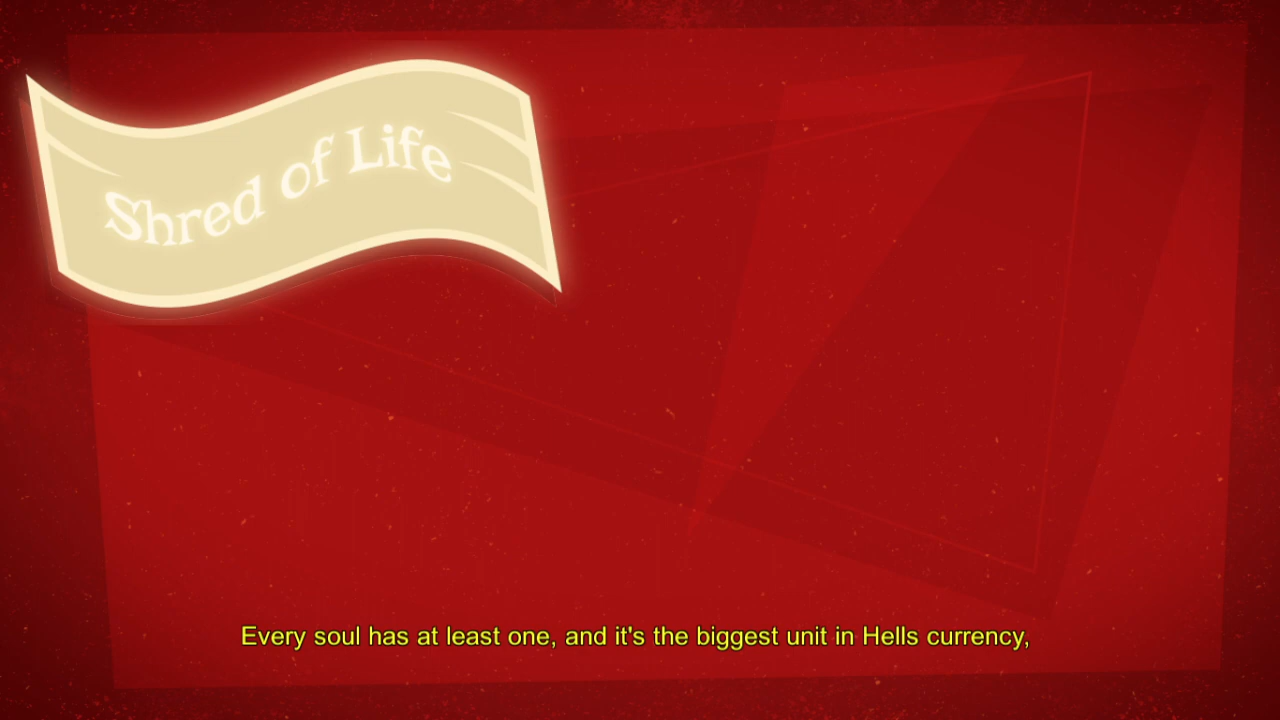 Shred of Life
Every soul has at least one, and it's the biggest unit in Hells currency,